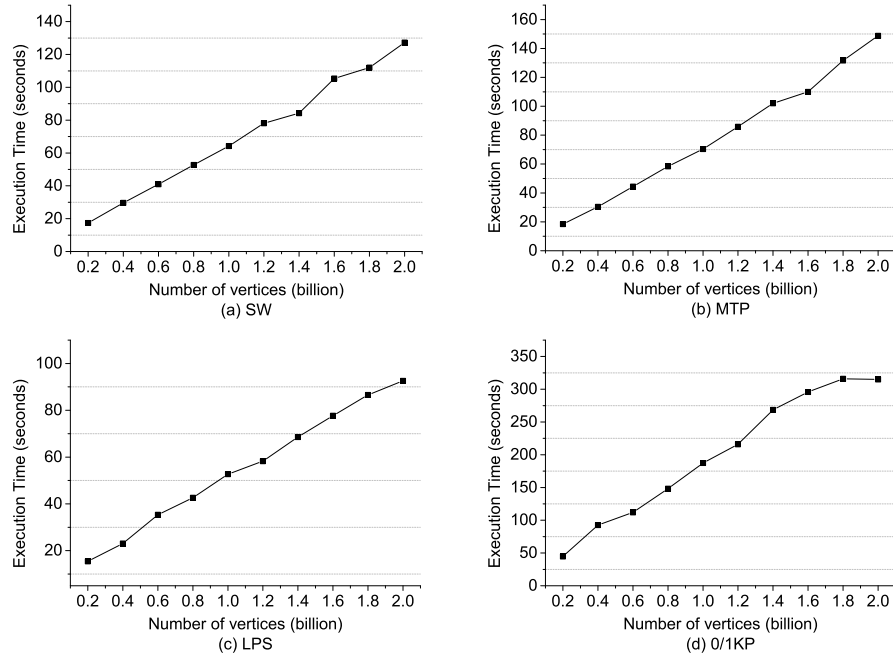 Execution Time (seconds)
140
120
100
80
60
40
20
0
0.2 0.4 0.6 0.8 1.0 1.2 1.4 1.6 1.8 2.0
Number of vertices (billion)
(a) SW
Execution Time (seconds)
160
140
120
100
80
60
40
20
0
0.2 0.4 0.6 0.8 1.0 1.2 1.4 1.6 1.8 2.0
Number of vertices (billion)
(b) MTP
Execution Time (seconds)
100
80
60
40
20
0.2 0.4 0.6 0.8 1.0 1.2 1.4 1.6 1.8 2.0
Number of vertices (billion)
(c) LPS
Execution Time (seconds)
350
300
250
200
150
100
50
0
0.2 0.4 0.6 0.8 1.0 1.2 1.4 1.6 1.8 2.0
Number of vertices (billion)
(d) 0/1KP